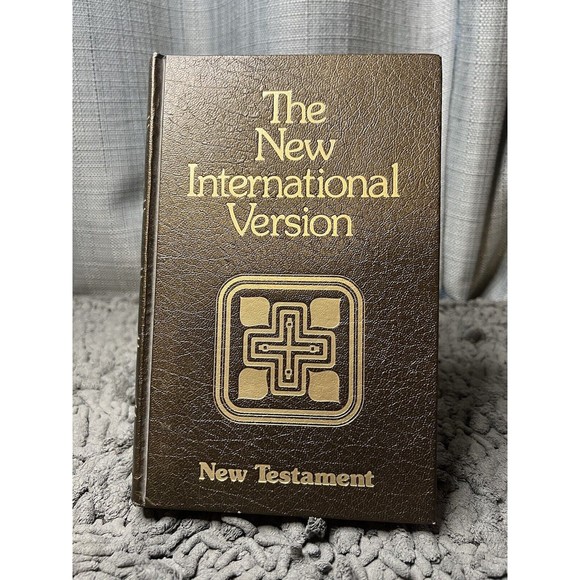 The
New
International
Version
New Testament